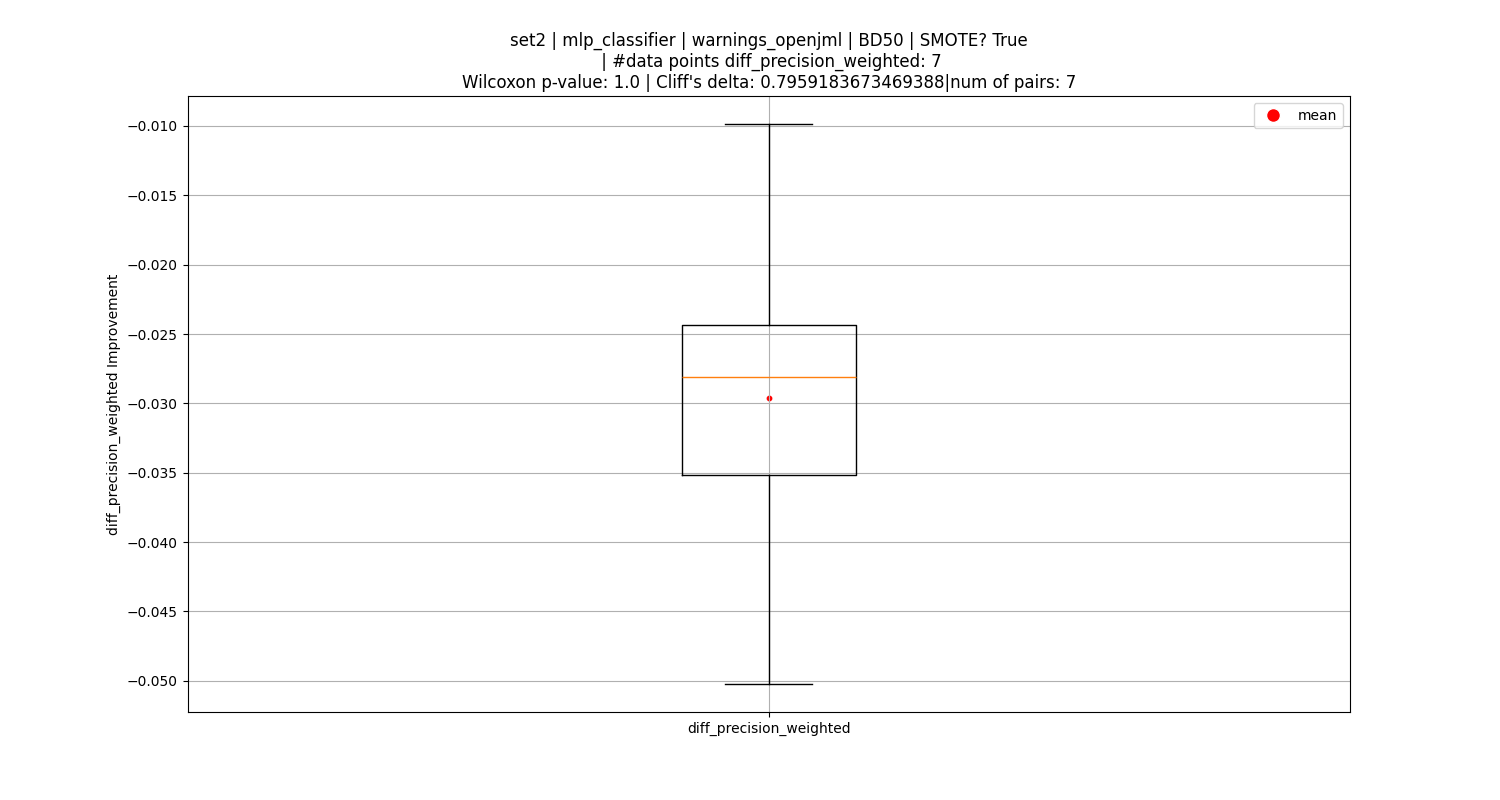 set2 | mlp_classifier | warnings_openjml | BD50 | SMOTE? True
| #data points diff_precision_weighted: 7
Wilcoxon p-value: 1.0 | Cliff's delta: 0.7959183673469388|num of pairs: 7
mean
−0.010
−0.015
−0.020
−0.025
−0.030
−0.035
−0.040
−0.045
−0.050
diff_precision_weighted Improvement
diff_precision_weighted